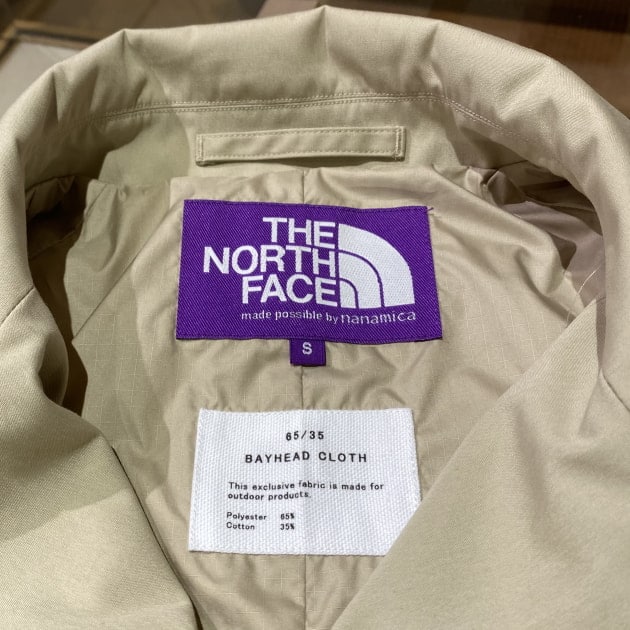 THE
NORTH
FACE
made possible by nanamica
S
65/35
BAYHEAD CLOTH
This exclusive fabric is made for
outdoor products.
Polyester 65%
Cotton 35%